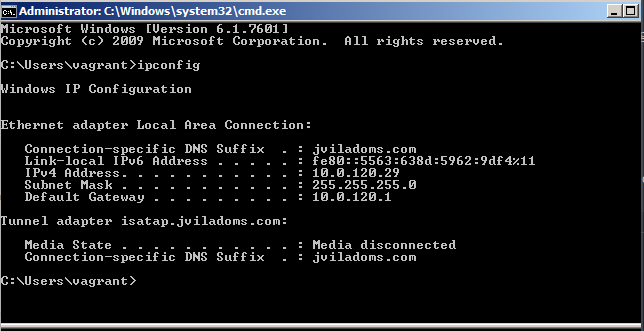 Administrator: C:\Windows\system32\cmd.exe
Microsoft Windows [Version 6.1.7601]
Copyright (c) 2009 Microsoft Corporation.  All rights reserved.
C:\Users\vagrant>ipconfig
Windows IP Configuration
Ethernet adapter Local Area Connection:
   Connection-specific DNS Suffix  . : jviladoms.com
   Link-local IPv6 Address . . . . . : fe80::5563:638d:5962:9df4%11
   IPv4 Address. . . . . . . . . . . : 10.0.120.29
   Subnet Mask . . . . . . . . . . . : 255.255.255.0
   Default Gateway . . . . . . . . . : 10.0.120.1
Tunnel adapter isatap.jviladoms.com:
   Media State . . . . . . . . . . . : Media disconnected
   Connection-specific DNS Suffix  . : jviladoms.com
C:\Users\vagrant>